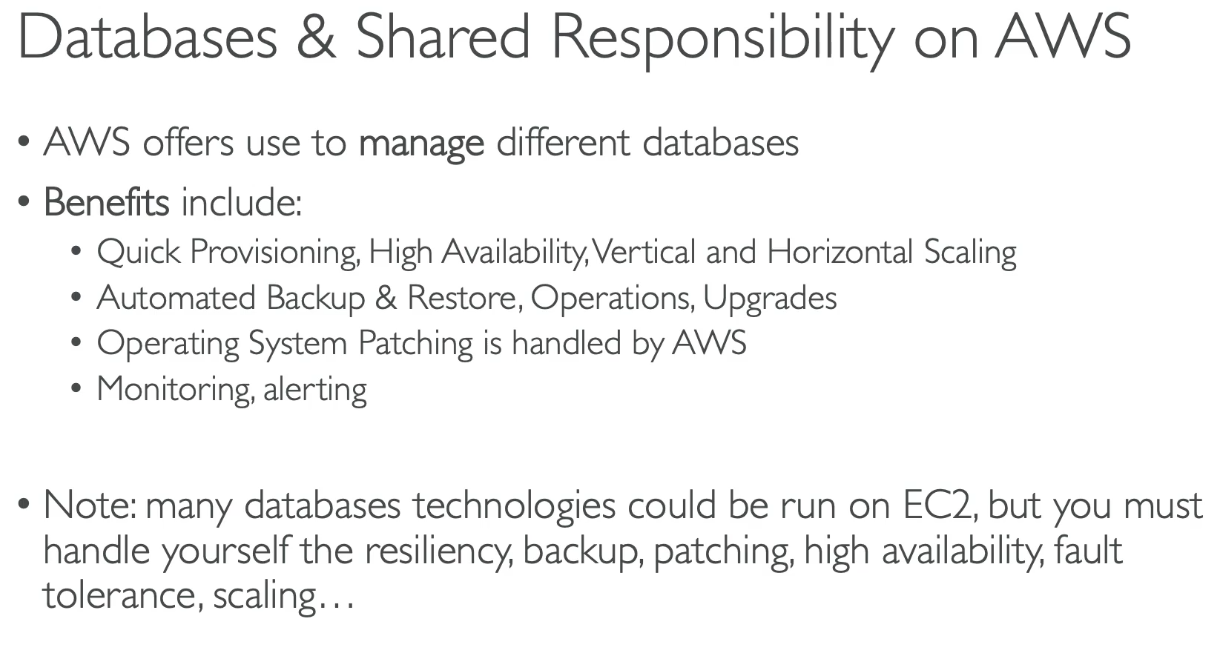 Databases & Shared Responsibility on AWS
• AWS offers use to manage different databases
• Benefits include:
• Quick Provisioning, High Availability, Vertical and Horizontal Scaling
• Automated Backup & Restore, Operations, Upgrades
• Operating System Patching is handled by AWS
• Monitoring, alerting
• Note: many databases technologies could be run on EC2, but you must
handle yourself the resiliency, backup, patching, high availability, fault
tolerance, scaling…